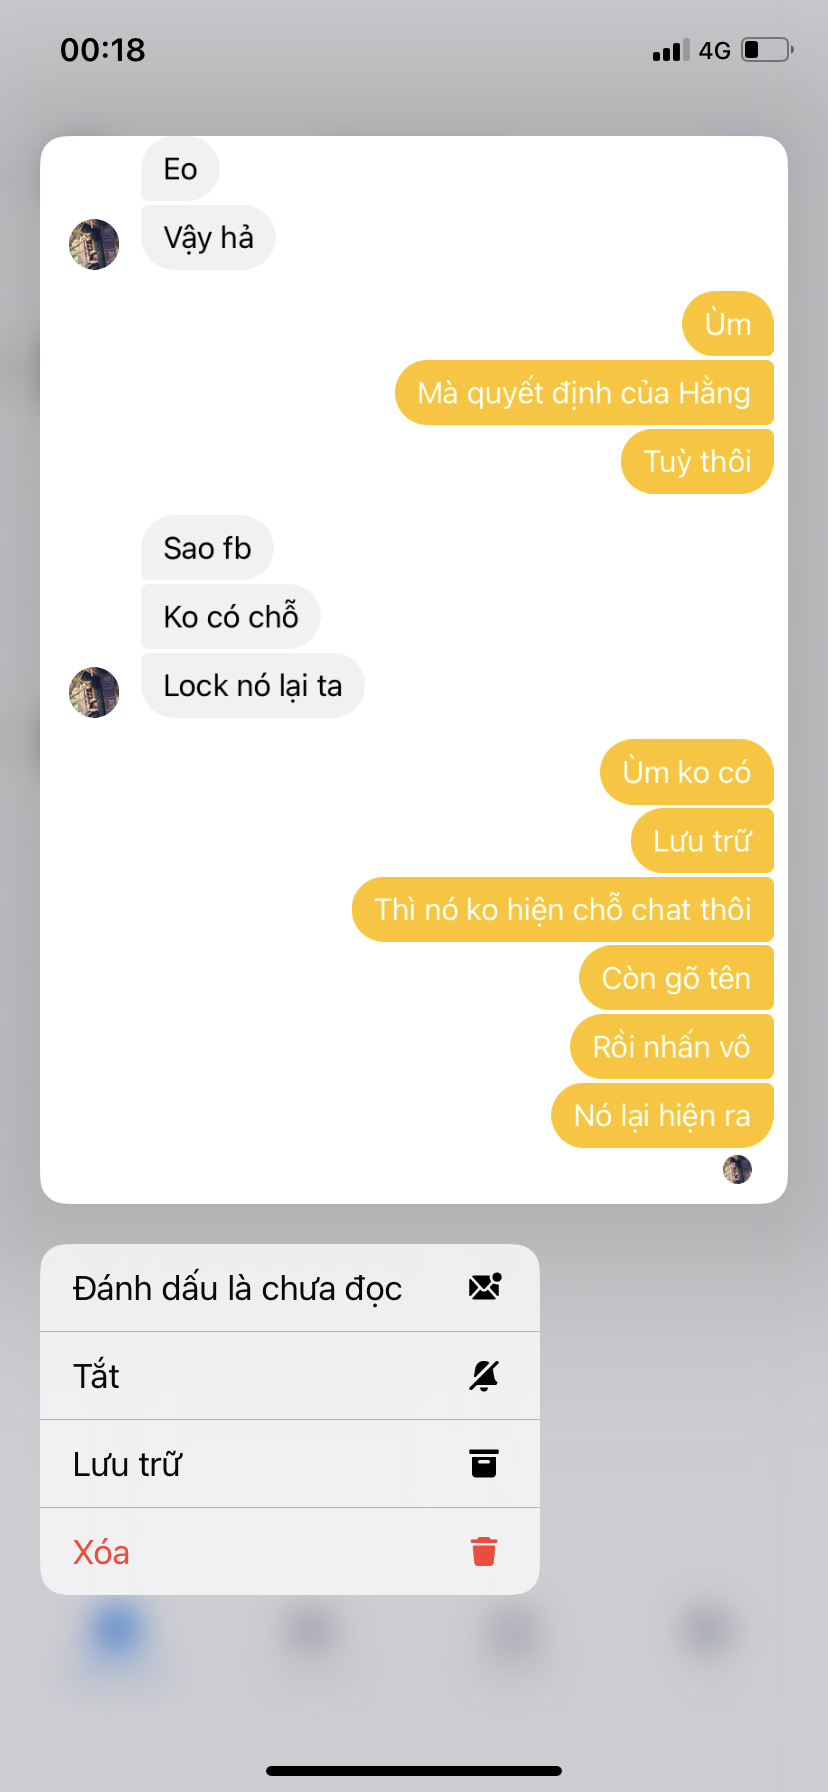 00:18
4G
Eo
Vậy hả
Ùm
Mà quyết định của Hằng
Tuỳ thôi
Sao fb
Ko có chỗ
Lock nó lại ta
Ùm ko có
Lưu trữ
Thì nó ko hiện chỗ chat thôi
Còn gõ tên
Rồi nhấn vô
Nó lại hiện ra
Đánh dấu là chưa đọc
Tắt
Lưu trữ
Xóa